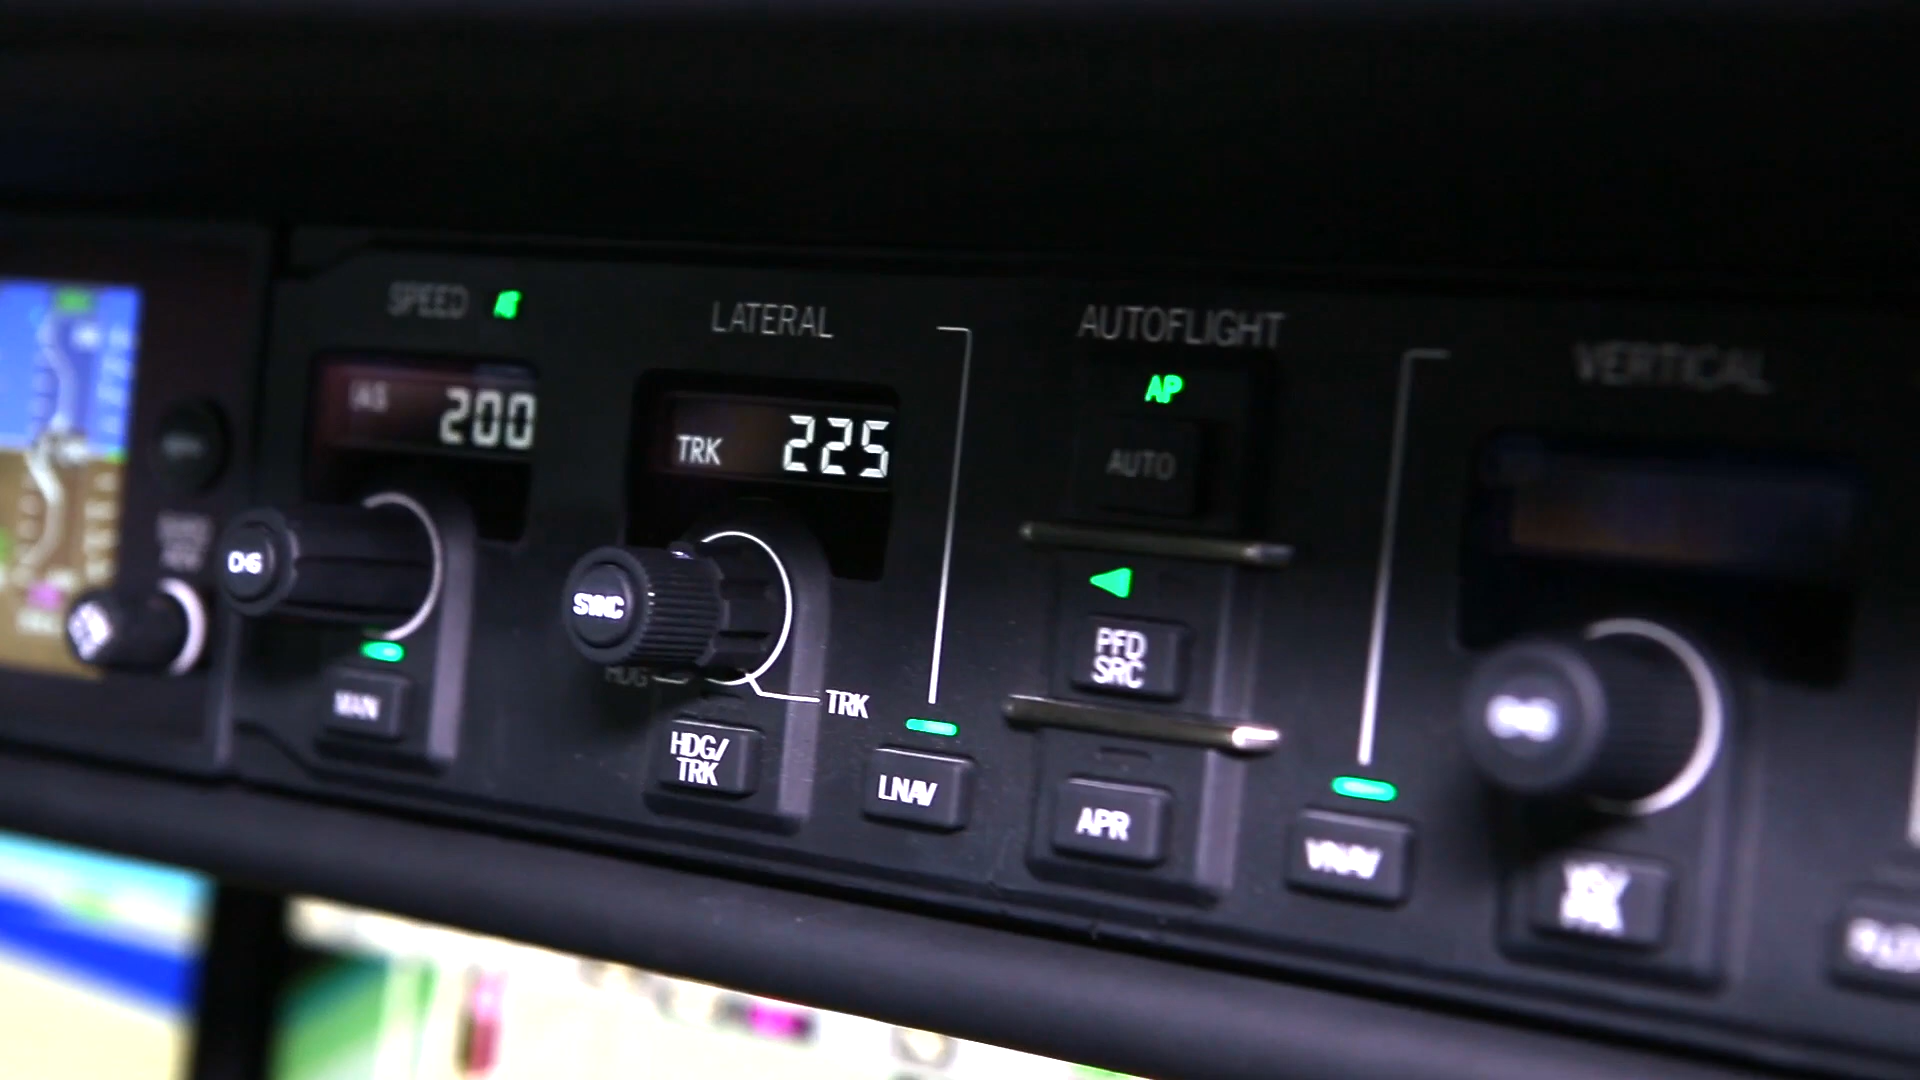 SPEED
LATERAL
AUTOFLIGHT
VERTICAL
AP
IAS 200
TRK 225
AUTO
SYNC
PFD
SRC
HDG
TRK
MAN
HDG/
TRK
LNAV
APR
VNAV